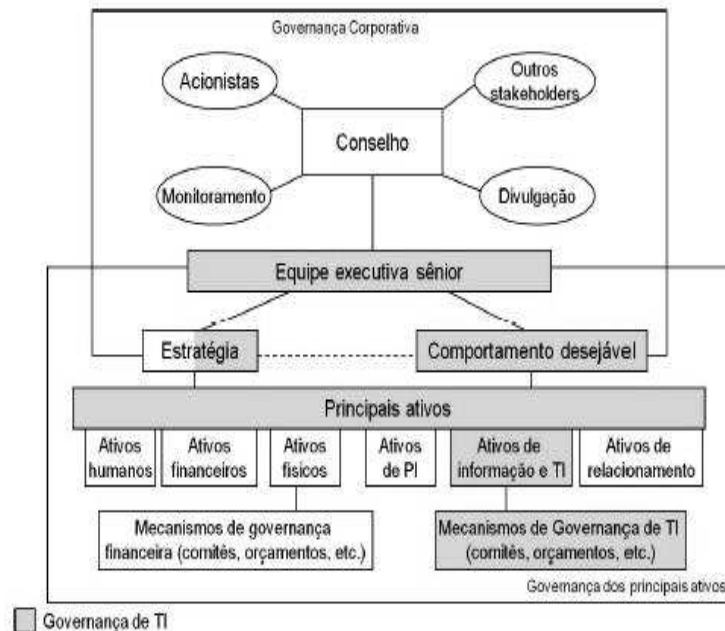 Governança Corporativa
Acionistas
Outros
stakeholders
Conselho
Monitoramento
Divulgação
Equipe executiva sênior
Estratégia
Comportamento desejável
Principais ativos
Ativos
humanos
Ativos
financeiros
Ativos
físicos
Ativos
de PI
Ativos de
informação e TI
Ativos de
relacionamento
Mecanismos de governança
financeira (comitês, orçamentos, etc.)
Mecanismos de Governança de TI
(comitês, orçamentos, etc.)
Governança dos principais ativos
Governança de TI